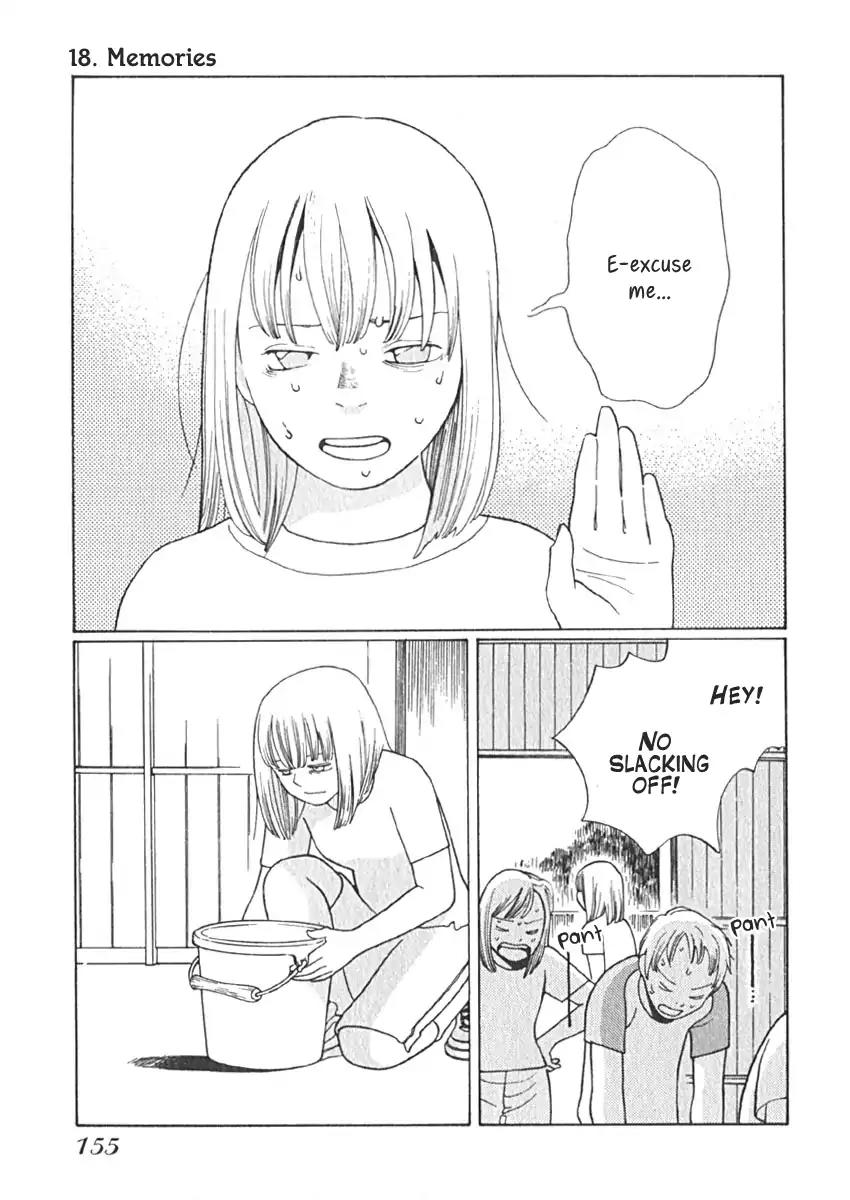 18. Memories
E-excuse
me...
HEY!
NO
SLACKING
OFF!
pant
pant
...
155